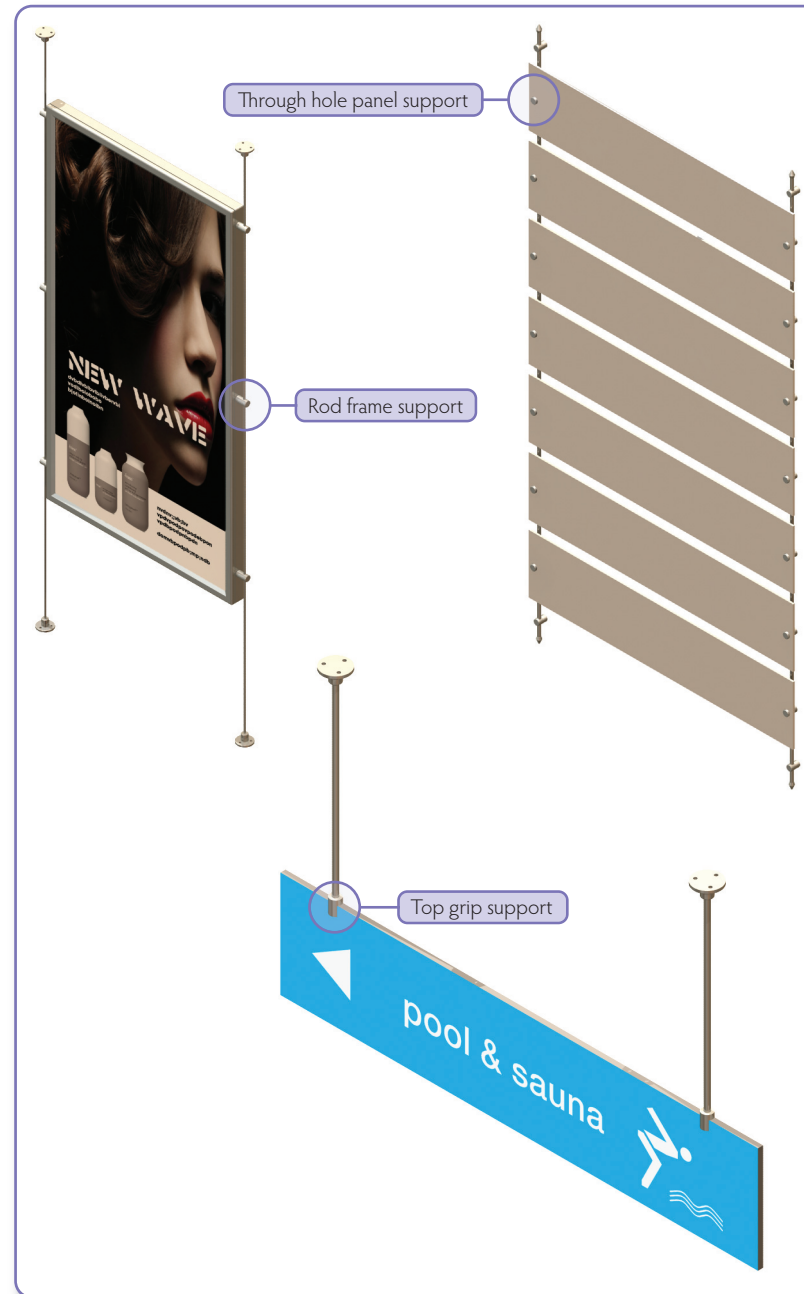 Through hole panel support
NEW WAVE
Rod frame support
Top grip support
pool & sauna